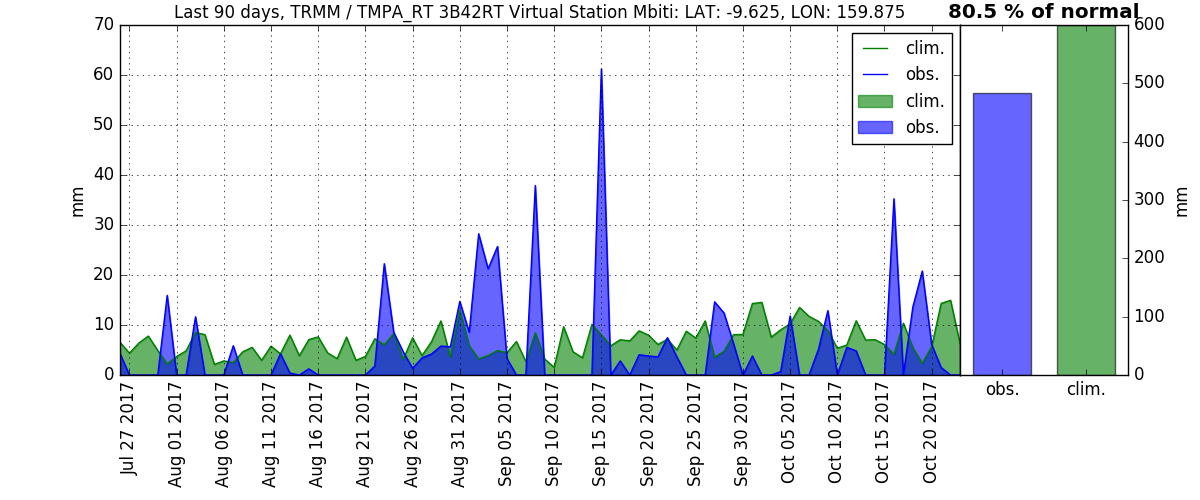 Last 90 days, TRMM / TMPA_RT 3B42RT Virtual Station Mbiti: LAT: -9.625, LON: 159.875
80.5 % of normal
70
60
50
40
30
20
10
0
mm
clim.
obs.
clim.
obs.
Jul 27 2017
Aug 01 2017
Aug 06 2017
Aug 11 2017
Aug 16 2017
Aug 21 2017
Aug 26 2017
Aug 31 2017
Sep 05 2017
Sep 10 2017
Sep 15 2017
Sep 20 2017
Sep 25 2017
Sep 30 2017
Oct 05 2017
Oct 10 2017
Oct 15 2017
Oct 20 2017
600
500
400
300
200
100
0
mm
obs.
clim.